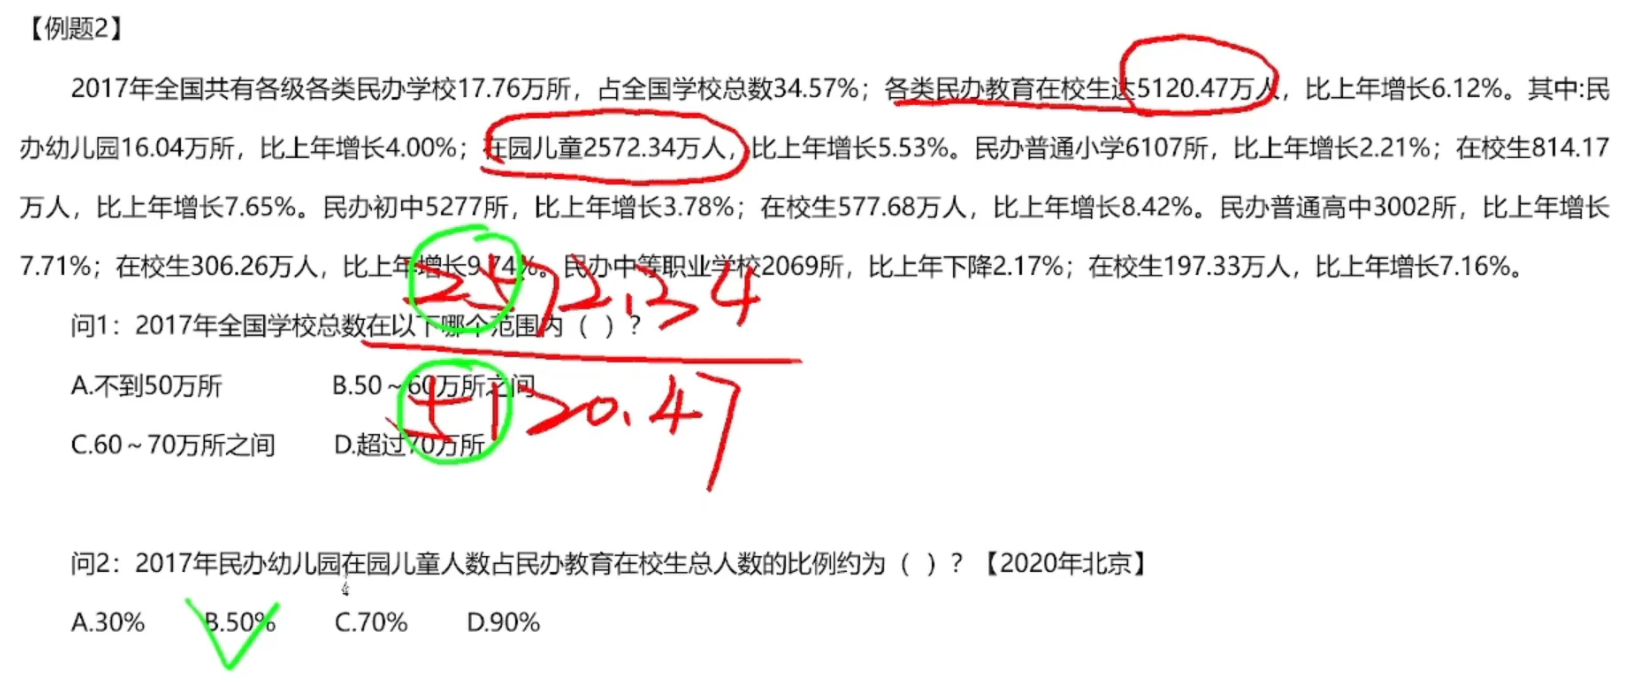 【例题2】
2017年全国共有各级各类民办学校17.76万所，占全国学校总数34.57%；各类民办教育在校生达5120.47万人，比上年增长6.12%。其中:民
办幼儿园16.04万所，比上年增长4.00%；在园儿童2572.34万人，比上年增长5.53%。民办普通小学6107所，比上年增长2.21%；在校生814.17
万人，比上年增长7.65%。民办初中5277所，比上年增长3.78%；在校生577.68万人，比上年增长8.42%。民办普通高中3002所，比上年增长
7.71%；在校生306.26万人，比上年增长9.74%。民办中等职业学校2069所，比上年下降2.17%；在校生197.33万人，比上年增长7.16%。
2572.34
问1：2017年全国学校总数在以下哪个范围内（ ）？
A.不到50万所 B.50～60万所之间
5120.47
C.60～70万所之间 D.超过70万所
问2：2017年民办幼儿园在园儿童人数占民办教育在校生总人数的比例约为（ ）？【2020年北京】
A.30% B.50% C.70% D.90%